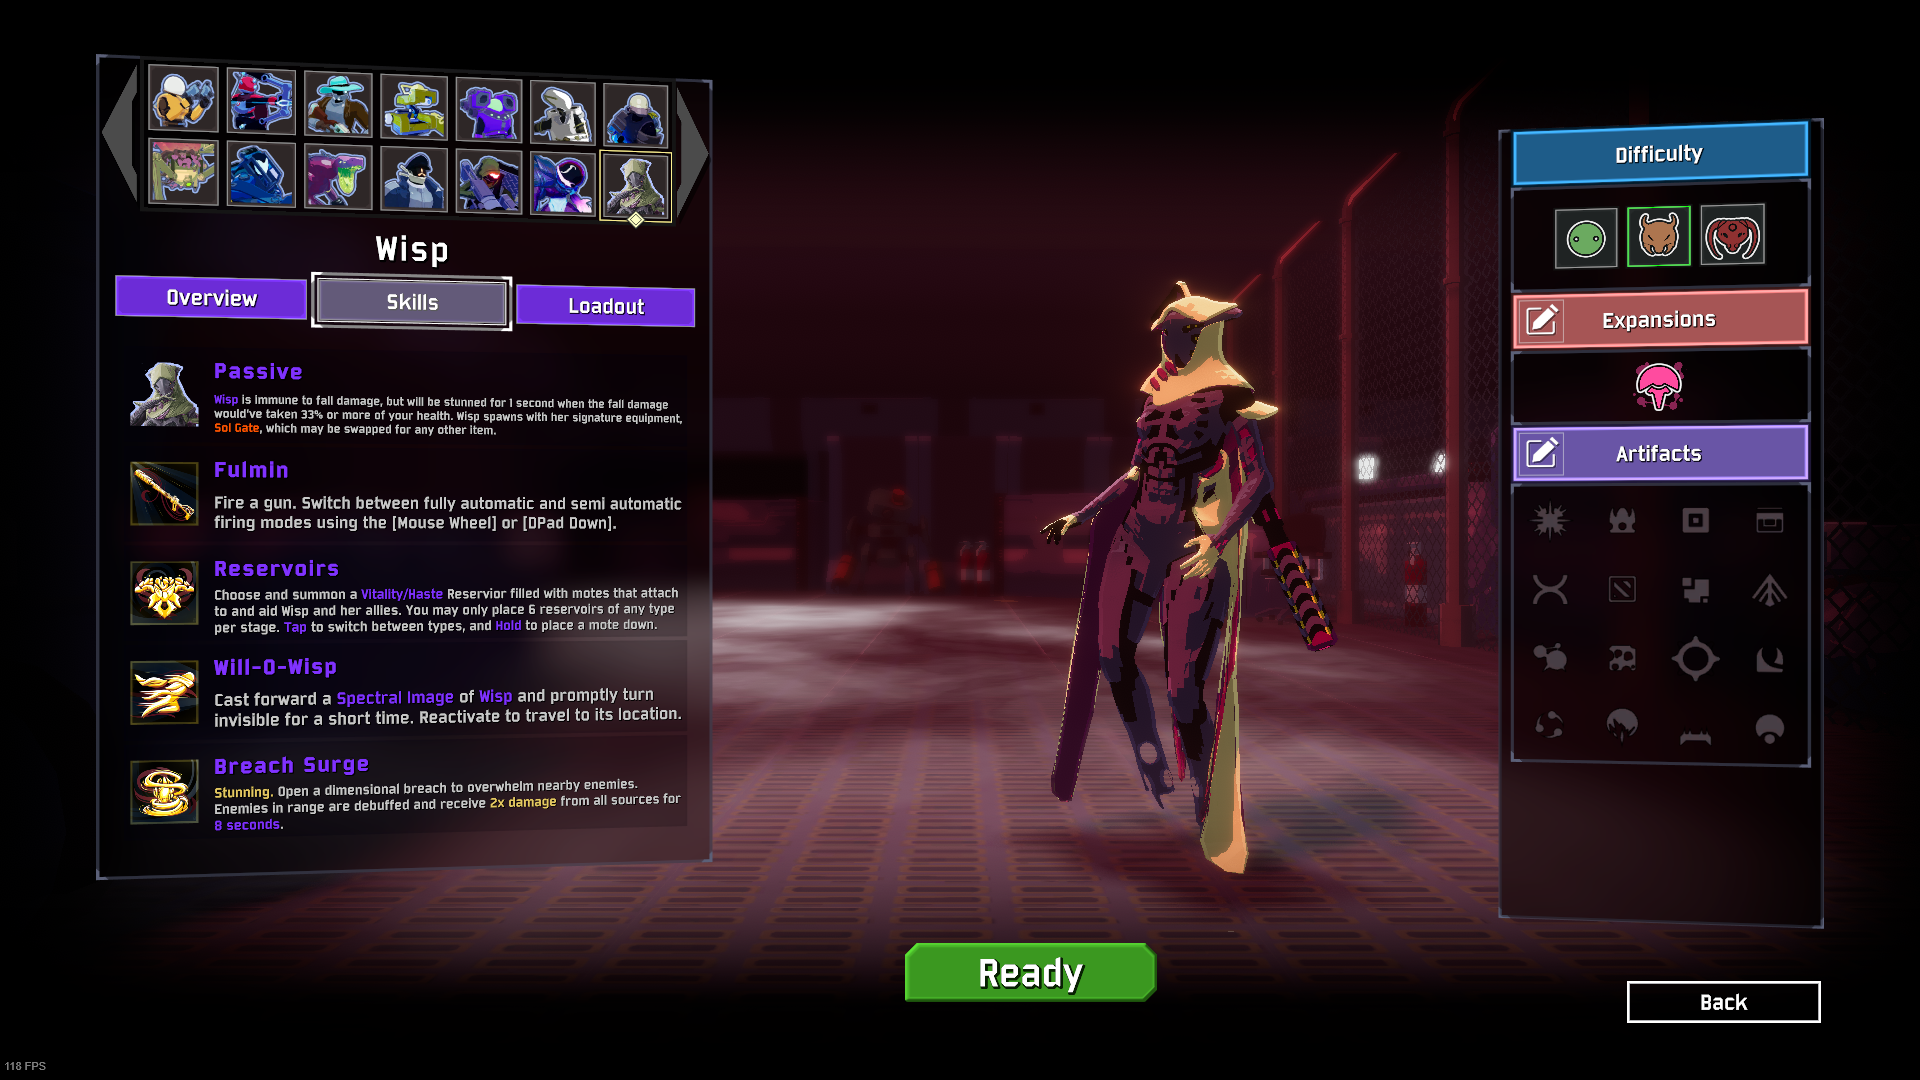 Wisp
Overview
Skills
Loadout
Passive
Wisp is immune to fall damage, but will be stunned for 1 second when the fall damage
would've taken 33% or more of your health. Wisp spawns with her signature equipment,
Sol Gate, which may be swapped for any other item.
Fulmin
Fire a gun. Switch between fully automatic and semi automatic
firing modes using the [Mouse Wheel] or [DPad Down].
Reservoirs
Choose and summon a Vitality/Haste Reservior filled with motes that attach
to and aid Wisp and her allies. You may only place 6 reservoirs of any type
per stage. Tap to switch between types, and Hold to place a mote down.
Will-O-Wisp
Cast forward a Spectral Image of Wisp and promptly turn
invisible for a short time. Reactivate to travel to its location.
Breach Surge
Stunning. Open a dimensional breach to overwhelm nearby enemies.
Enemies in range are debuffed and receive 2x damage from all sources for
8 seconds.
Difficulty
Expansions
Artifacts
Ready
Back
118 FPS